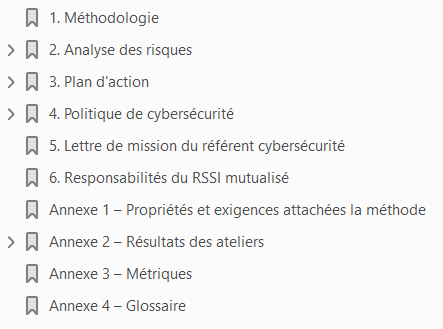 1. Méthodologie
2. Analyse des risques
3. Plan d'action
4. Politique de cybersécurité
5. Lettre de mission du référent cybersécurité
6. Responsabilités du RSSI mutualisé
Annexe 1 – Propriétés et exigences attachées la méthode
Annexe 2 – Résultats des ateliers
Annexe 3 – Métriques
Annexe 4 – Glossaire